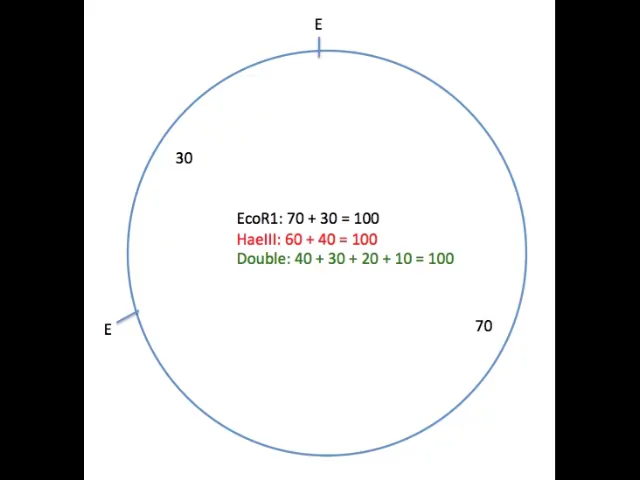 E
30
EcoR1: 70 + 30 = 100
HaeIII: 60 + 40 = 100
Double: 40 + 30 + 20 + 10 = 100
70
E